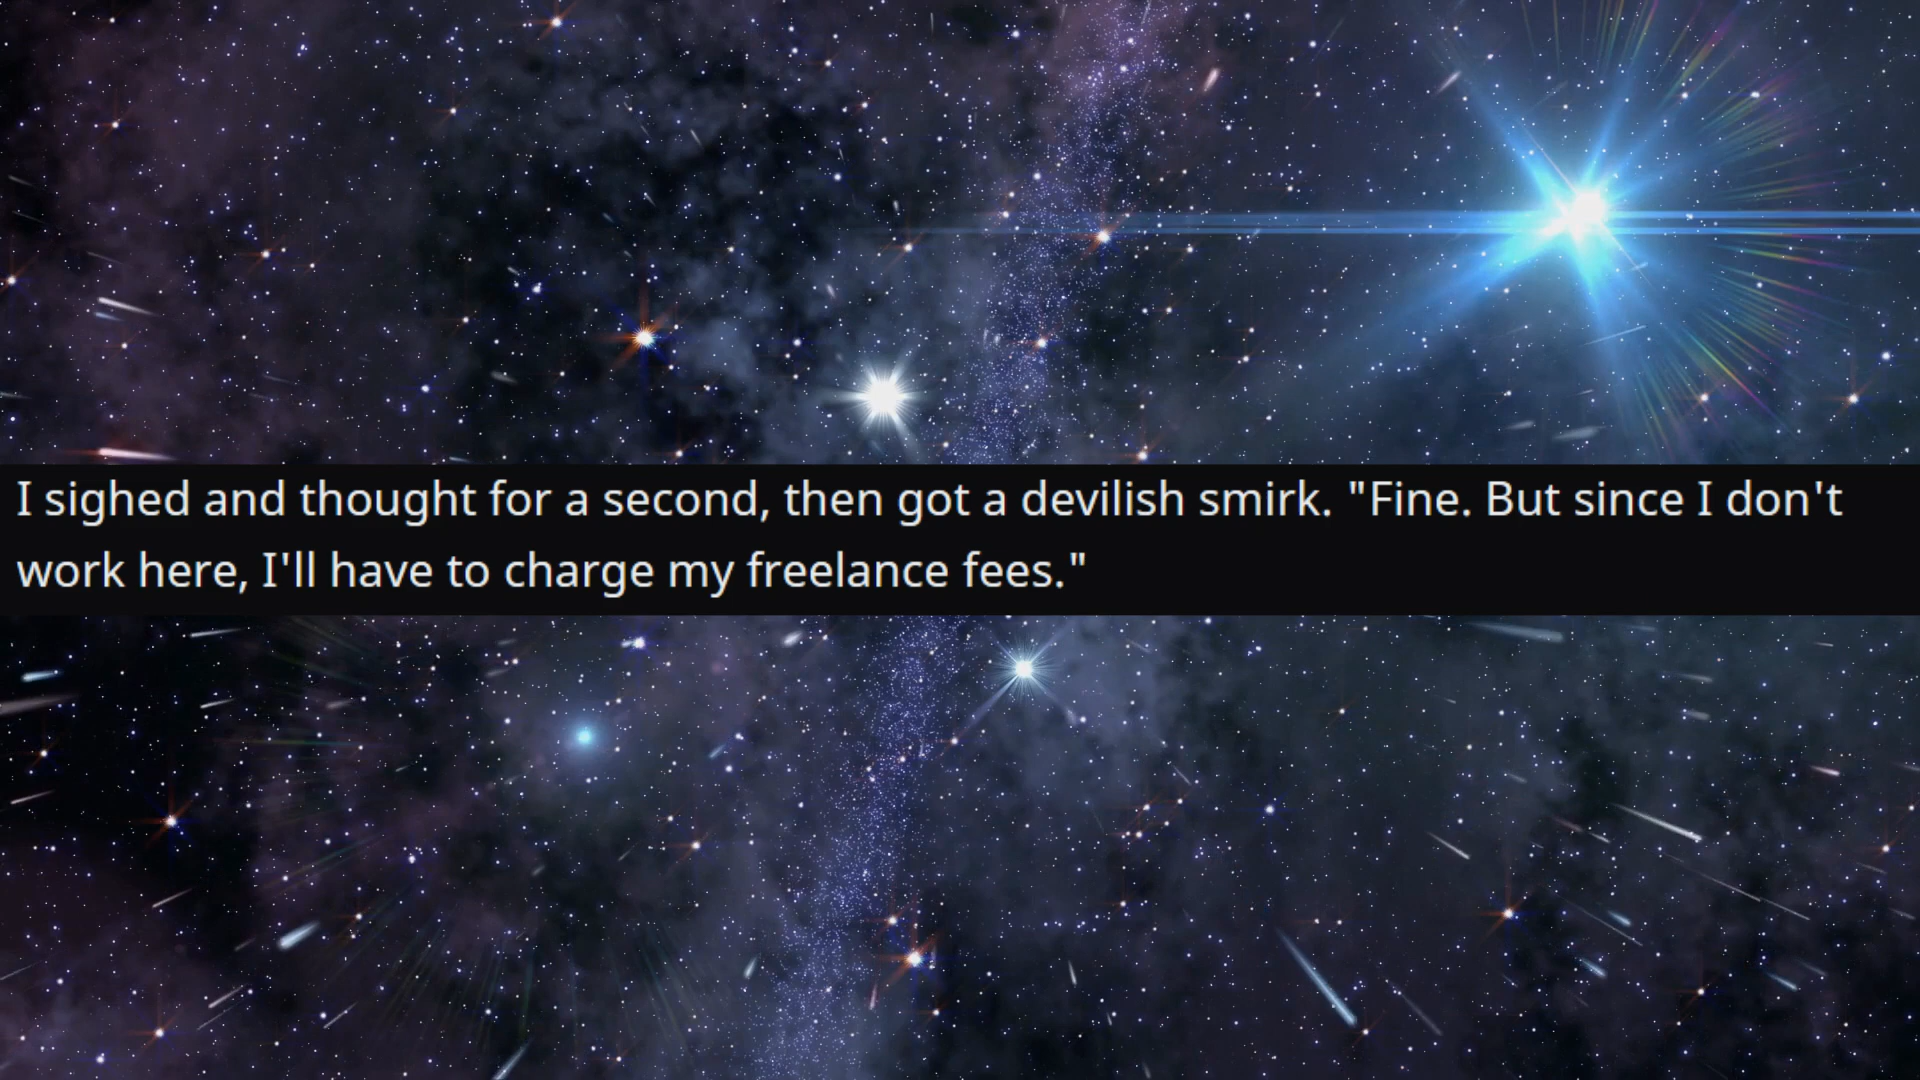 I sighed and thought for a second, then got a devilish smirk. "Fine. But since I don't
work here, I'll have to charge my freelance fees."